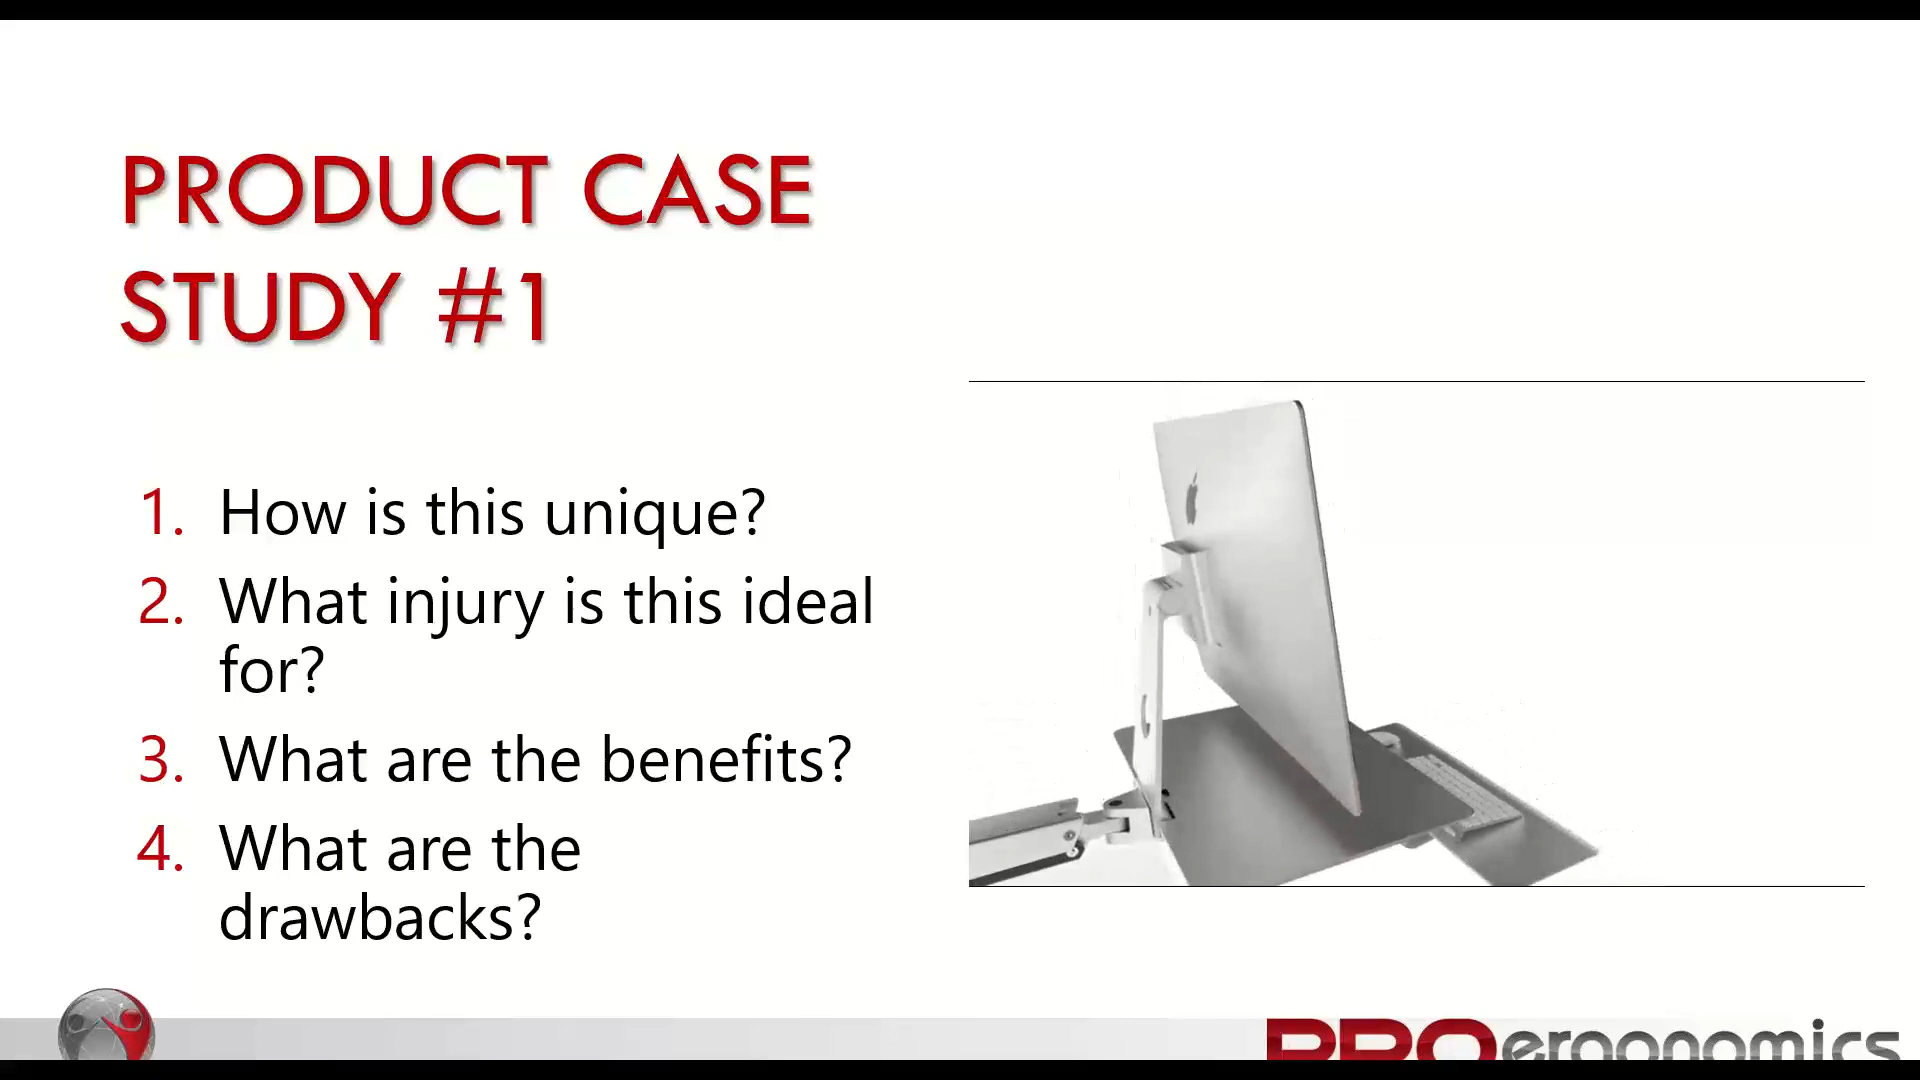 PRODUCT CASE
STUDY #1
1. How is this unique?
2. What injury is this ideal
for?
3. What are the benefits?
4. What are the
drawbacks?
PROergonomics